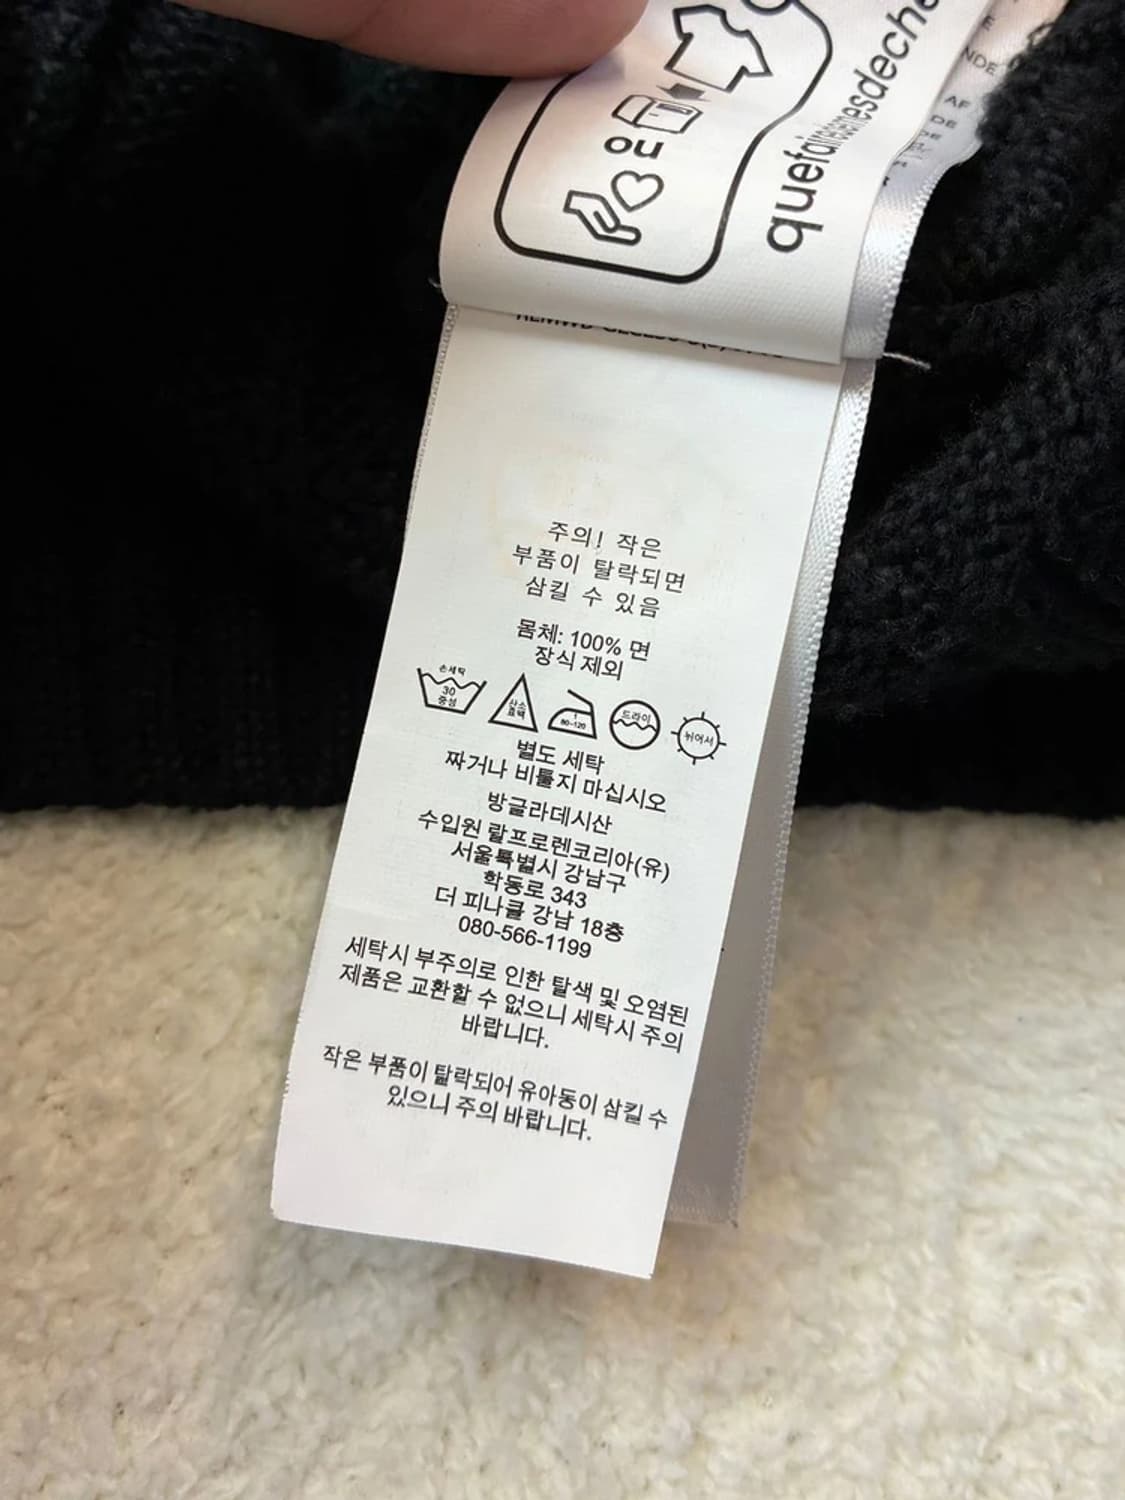 OU
주의! 작은
부품이 탈락되면
삼킬 수 있음
몸체: 100% 면
장식 제외
손세탁
30
중성
산소
표백
1
80-120
드라이
뉘어서
별도 세탁
짜거나 비틀지 마십시오
방글라데시산
수입원 랄프로렌코리아(유)
서울특별시 강남구
학동로 343
더 피나클 강남 18층
080-566-1199
세탁시 부주의로 인한 탈색 및 오염된
제품은 교환할 수 없으니 세탁시 주의
바랍니다.
작은 부품이 탈락되어 유아동이 삼킬 수
있으니 주의 바랍니다.